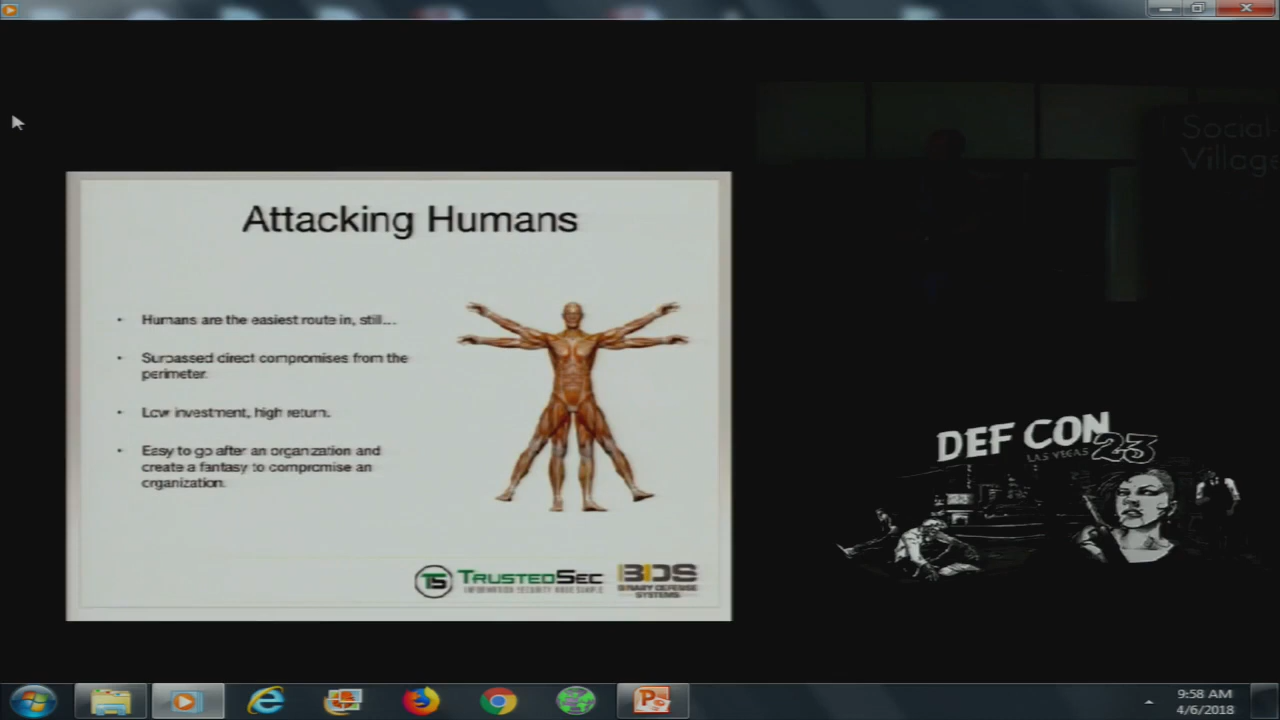 Social
Village
Attacking Humans
• Humans are the easiest route in, still...
• Surpassed direct compromises from the
perimeter.
• Low investment, high return.
• Easy to go after an organization and
create a fantasy to compromise an
organization.
DEF CON
23
LAS VEGAS
TS TRUSTEDSEC
INFORMATION SECURITY MADE SIMPLE
BDS
BINARY DEFENSE
SYSTEMS
9:58 AM
4/6/2018